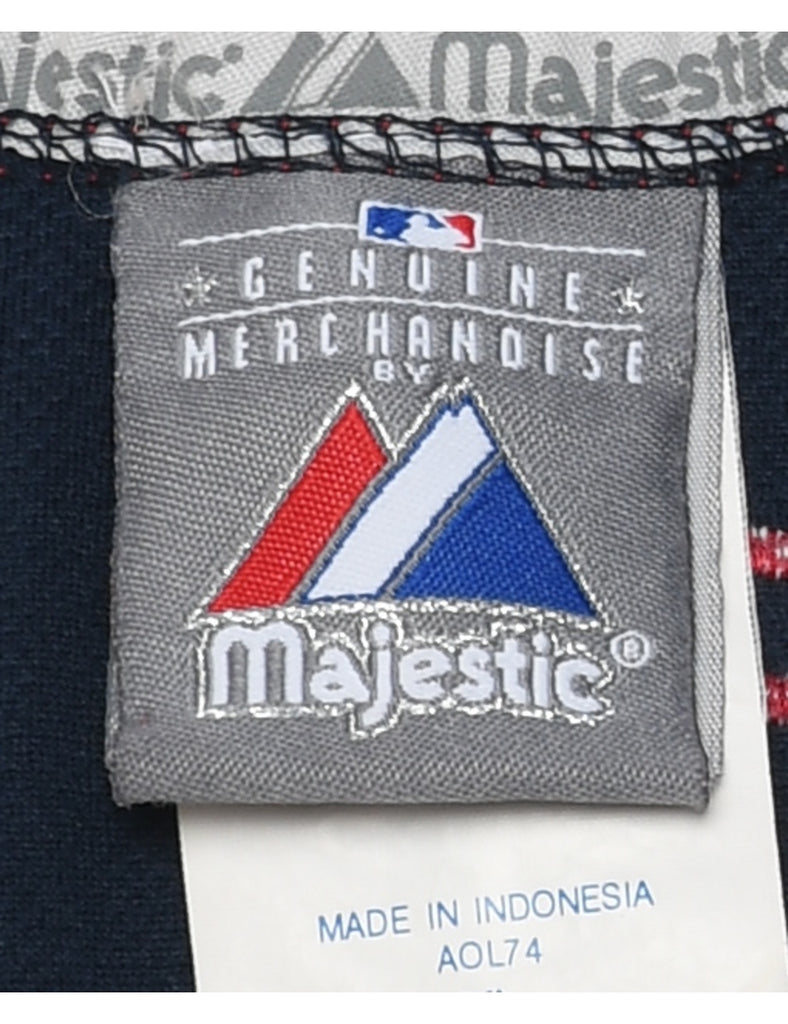 majestic majestic
GENUINE
MERCHANDISE
BY
majestic®
MADE IN INDONESIA
AOL74